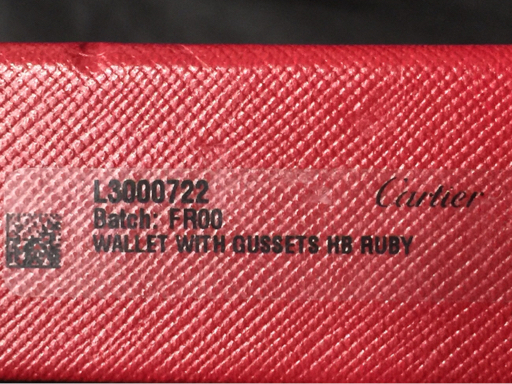 L3000722
Cartier
Batch: FR00
WALLET WITH GUSSETS HB RUBY